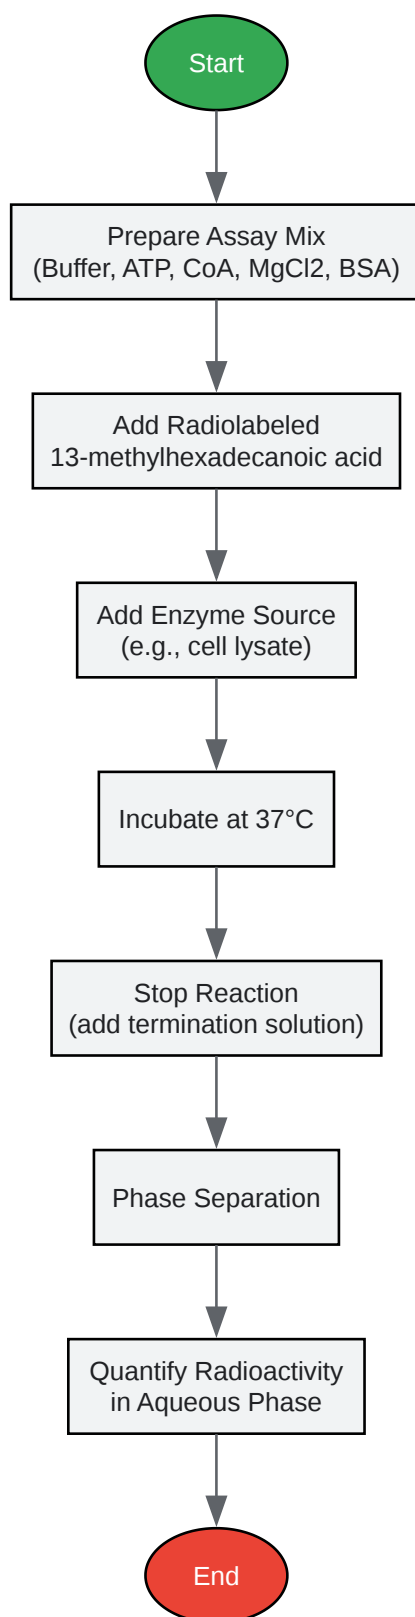 Start
Prepare Assay Mix
(Buffer, ATP, CoA, MgCl2, BSA)
Add Radiolabeled
13-methylhexadecanoic acid
Add Enzyme Source
(e.g., cell lysate)
Incubate at 37°C
Stop Reaction
(add termination solution)
Phase Separation
Quantify Radioactivity
in Aqueous Phase
End